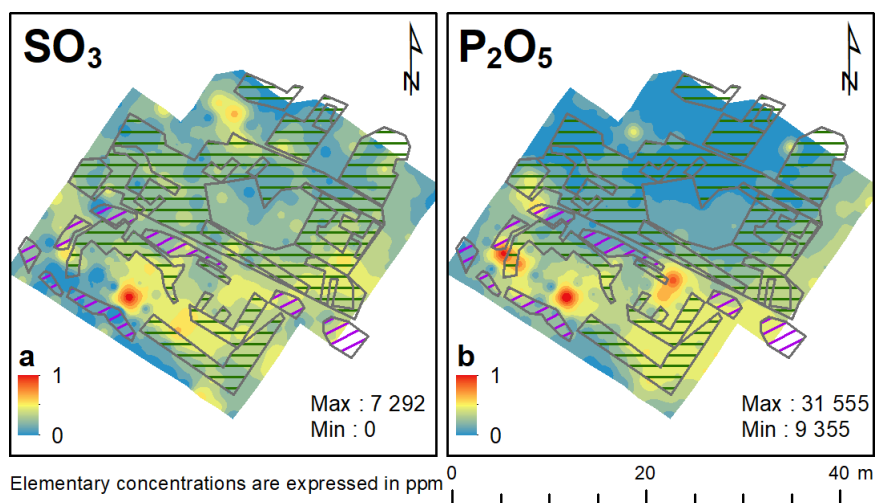 SO₃
N
a
1
0
Max : 7 292
Min : 0
P₂O₅
N
b
1
0
Max : 31 555
Min : 9 355
Elementary concentrations are expressed in ppm
0 20 40 m